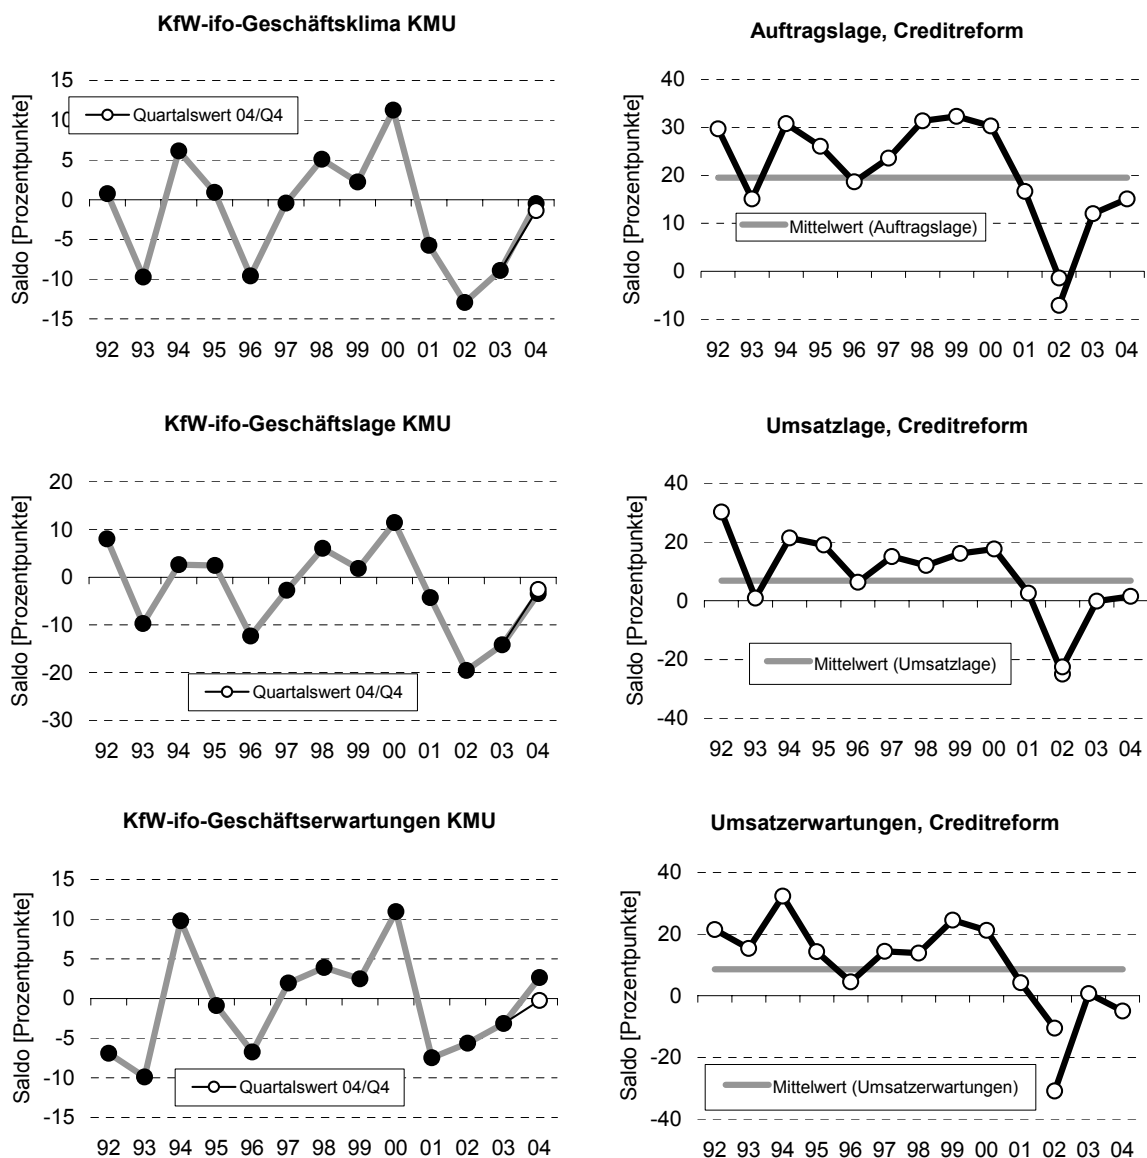 KfW-ifo-Geschäftsklima KMU
Saldo [Prozentpunkte]
15
10
5
0
-5
-10
-15
Quartalswert 04/Q4
92 93 94 95 96 97 98 99 00 01 02 03 04
Auftragslage, Creditreform
Saldo [Prozentpunkte]
40
30
20
10
0
-10
Mittelwert (Auftragslage)
92 93 94 95 96 97 98 99 00 01 02 03 04
KfW-ifo-Geschäftslage KMU
Saldo [Prozentpunkte]
20
10
0
-10
-20
-30
Quartalswert 04/Q4
92 93 94 95 96 97 98 99 00 01 02 03 04
Umsatzlage, Creditreform
Saldo [Prozentpunkte]
40
20
0
-20
-40
Mittelwert (Umsatzlage)
92 93 94 95 96 97 98 99 00 01 02 03 04
KfW-ifo-Geschäftserwartungen KMU
Saldo [Prozentpunkte]
15
10
5
0
-5
-10
-15
Quartalswert 04/Q4
92 93 94 95 96 97 98 99 00 01 02 03 04
Umsatzerwartungen, Creditreform
Saldo [Prozentpunkte]
40
20
0
-20
-40
Mittelwert (Umsatzerwartungen)
92 93 94 95 96 97 98 99 00 01 02 03 04